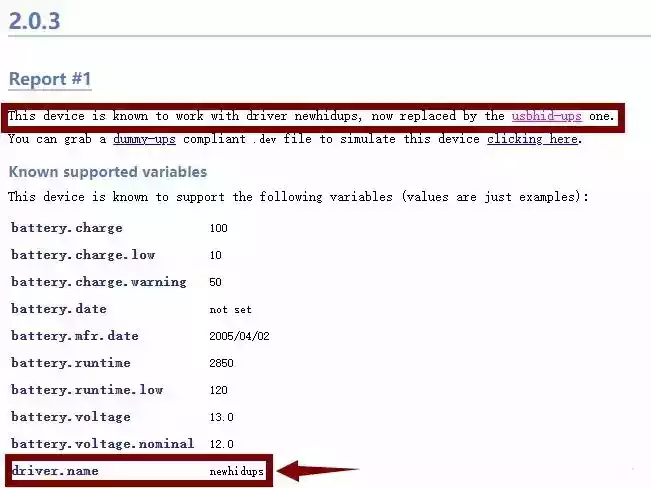 2.0.3
Report #1
This device is known to work with driver newhidups, now replaced by the usbhid-ups one.
You can grab a dummy-ups compliant .dev file to simulate this device clicking here.
Known supported variables
This device is known to support the following variables (values are just examples):
battery.charge 100
battery.charge.low 10
battery.charge.warning 50
battery.date not set
battery.mfr.date 2005/04/02
battery.runtime 2850
battery.runtime.low 120
battery.voltage 13.0
battery.voltage.nominal 12.0
driver.name newhidups